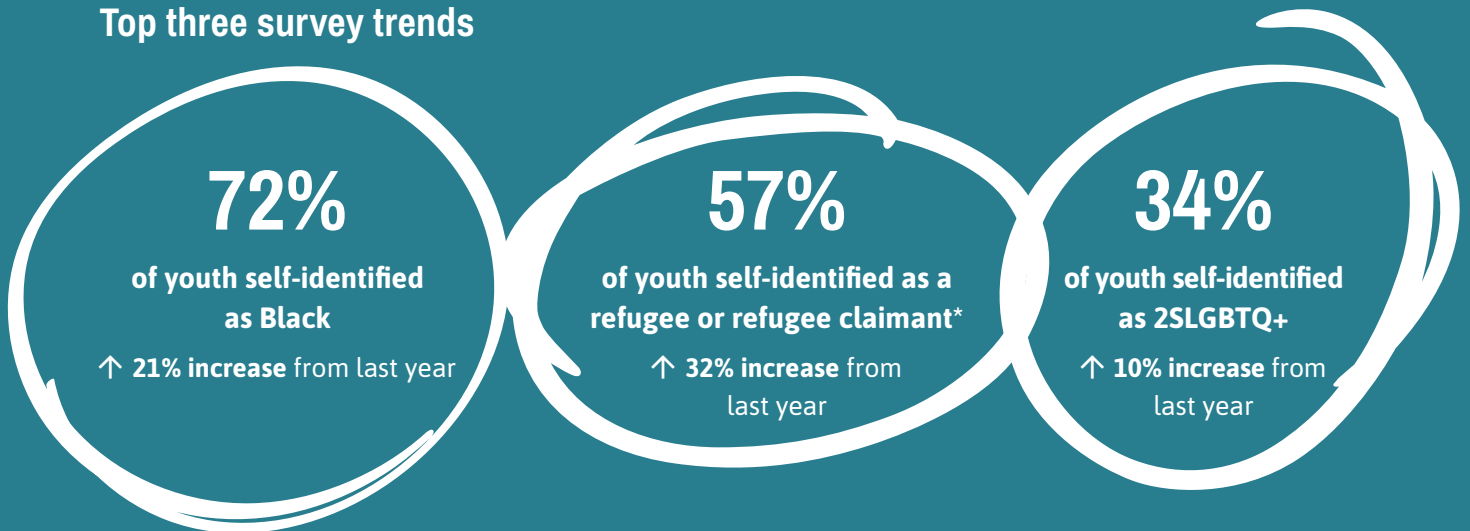 Top three survey trends
72%
of youth self-identified
as Black
↑ 21% increase from last year
57%
of youth self-identified as a
refugee or refugee claimant*
↑ 32% increase from
last year
34%
of youth self-identified
as 2SLGBTQ+
↑ 10% increase from
last year